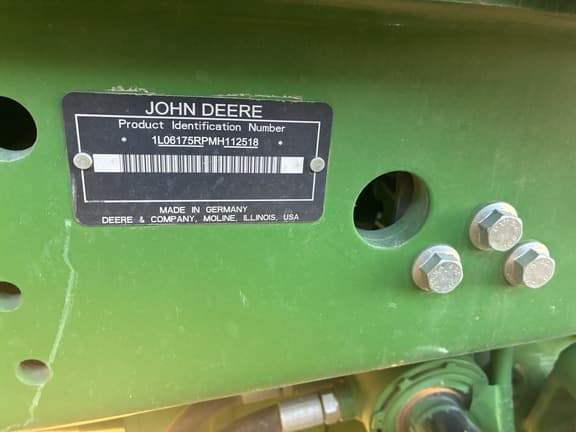 JOHN DEERE
Product Identification Number
* 1L06175RPMH112518 *
MADE IN GERMANY
DEERE & COMPANY, MOLINE, ILLINOIS, USA